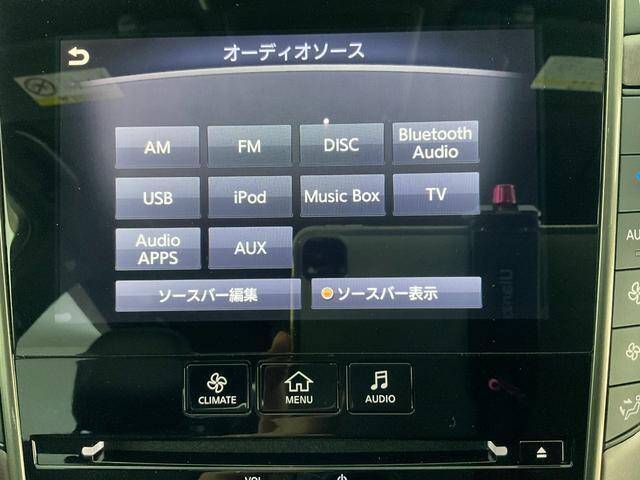 オーディオソース
AM FM DISC Bluetooth Audio
USB iPod Music Box TV
Audio APPS AUX
ソースバー編集 ソースバー表示
CLIMATE MENU AUDIO
VOL
AU